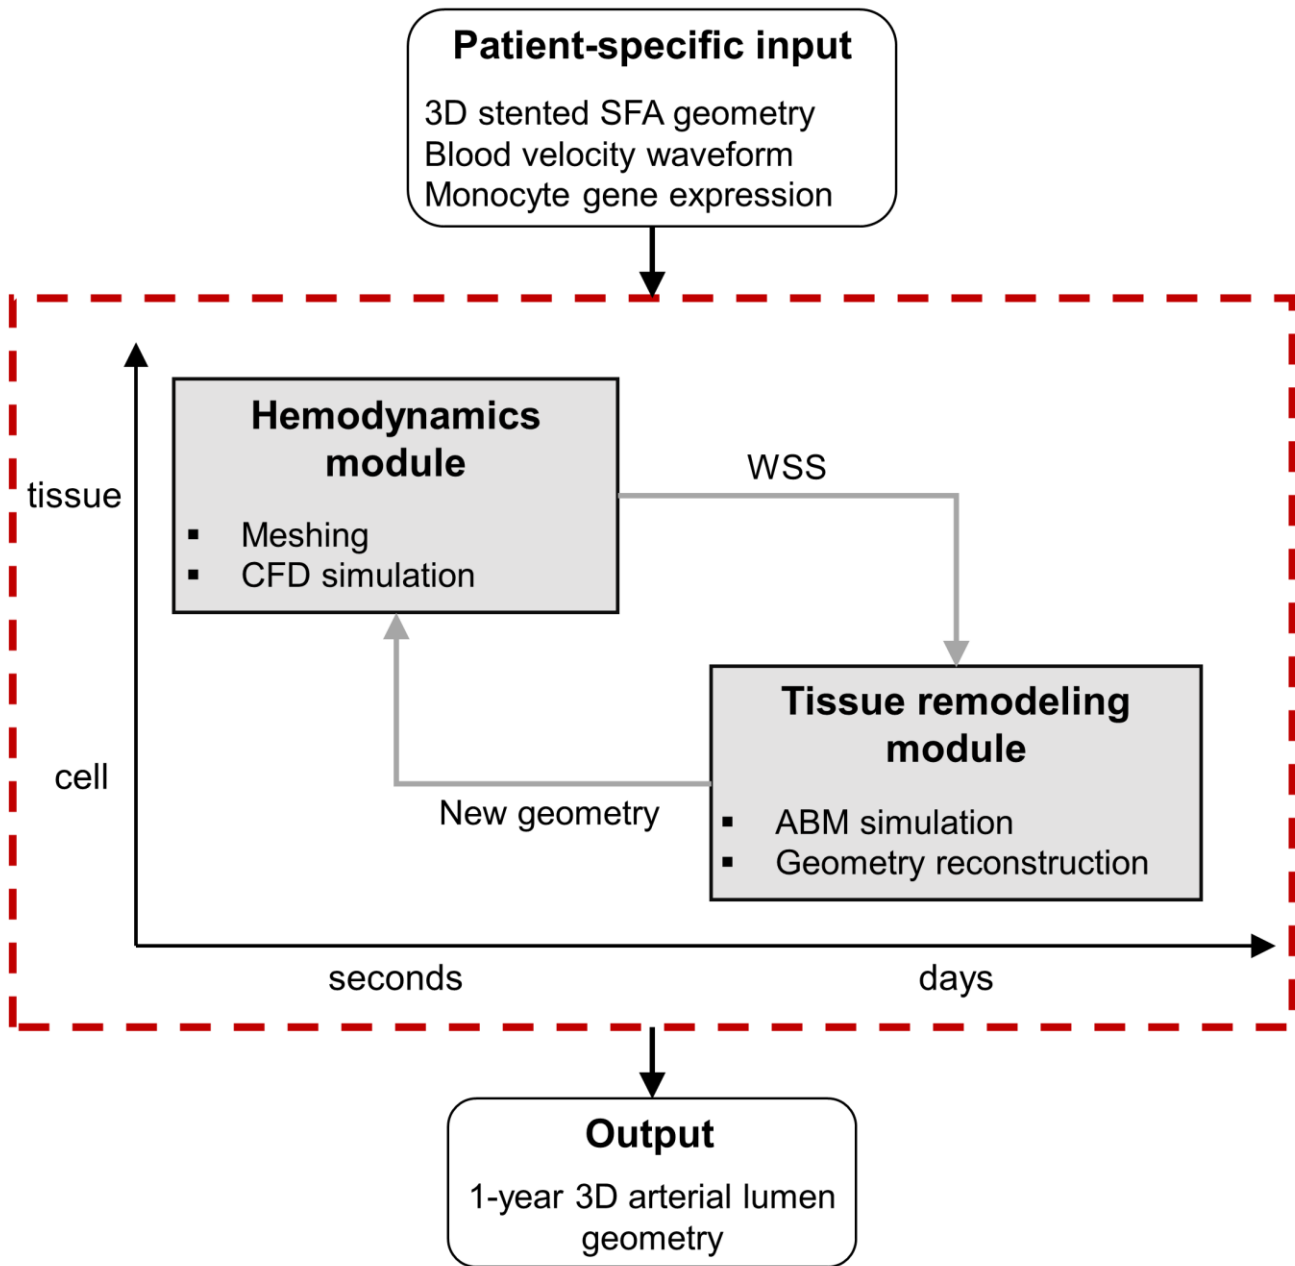 Patient-specific input
3D stented SFA geometry
Blood velocity waveform
Monocyte gene expression
Hemodynamics
module
▪ Meshing
▪ CFD simulation
WSS
tissue
Tissue remodeling
module
▪ ABM simulation
▪ Geometry reconstruction
cell
New geometry
seconds
days
Output
1-year 3D arterial lumen
geometry